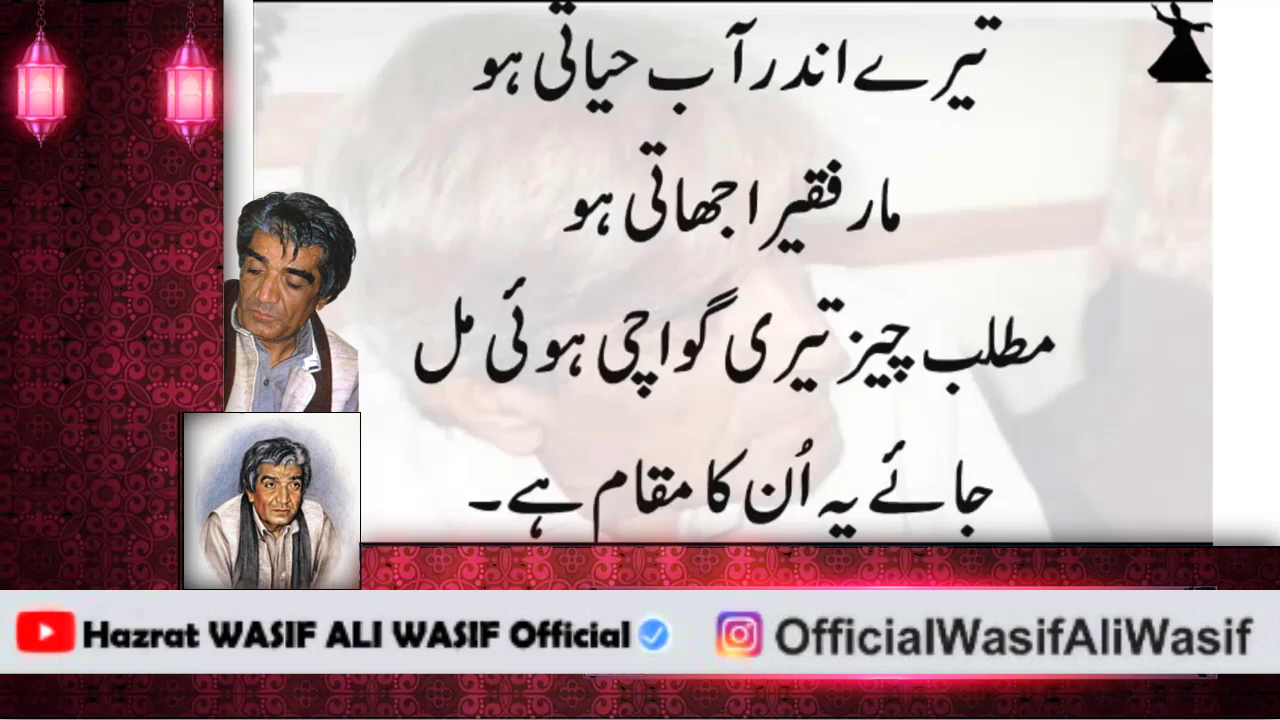 تیرے اندر آب حیاتی ہو
مار فقیرا جھاتی ہو
مطلب چیز تیری گواچی ہوئی مل
جائے یہ اُن کا مقام ہے۔
Hazrat WASIF ALI WASIF Official
OfficialWasifAliWasif